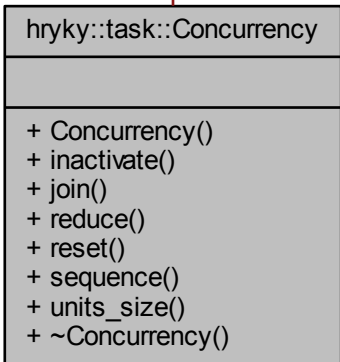 hryky::task::Concurrency
+ Concurrency()
+ inactivate()
+ join()
+ reduce()
+ reset()
+ sequence()
+ units_size()
+ ~Concurrency()